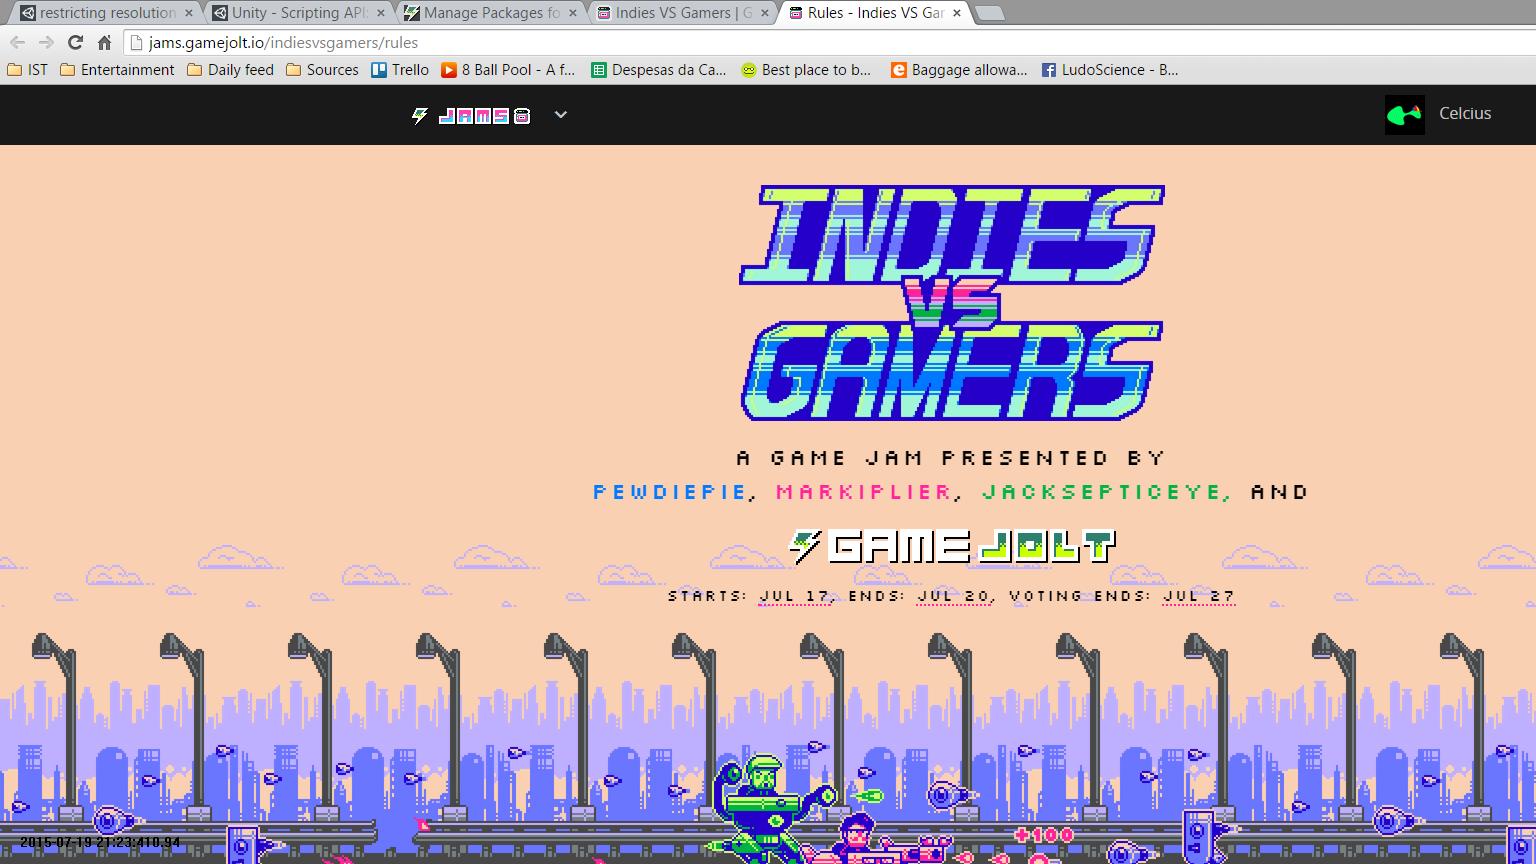 restricting resolution
Unity - Scripting API:
Manage Packages fo
Indies VS Gamers | G
Rules - Indies VS Gar
jams.gamejolt.io/indiesvsgamers/rules
IST
Entertainment
Daily feed
Sources
Trello
8 Ball Pool - A f...
Despesas da Ca...
Best place to b...
Baggage allowa...
LudoScience - B...
JAMS
Celcius
INDIES
VS
GAMERS
A GAME JAM PRESENTED BY
PEWDIEPIE, MARKIPLIER, JACKSEPTICEYE, AND
GAME JOLT
STARTS: JUL 17, ENDS: JUL 20, VOTING ENDS: JUL 27
+100
2015-07-19 21:23:410.94